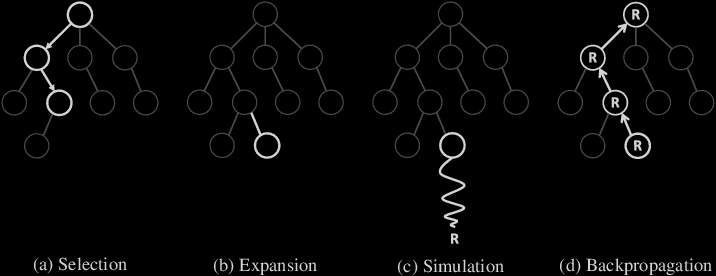 R
R
R
R
R
(a) Selection
(b) Expansion
(c) Simulation
(d) Backpropagation